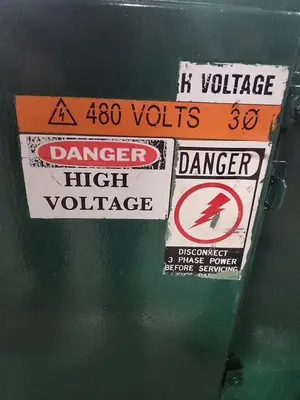 H VOLTAGE
480 VOLTS 3Ø
DANGER
HIGH
VOLTAGE
DANGER
DISCONNECT
3 PHASE POWER
BEFORE SERVICING